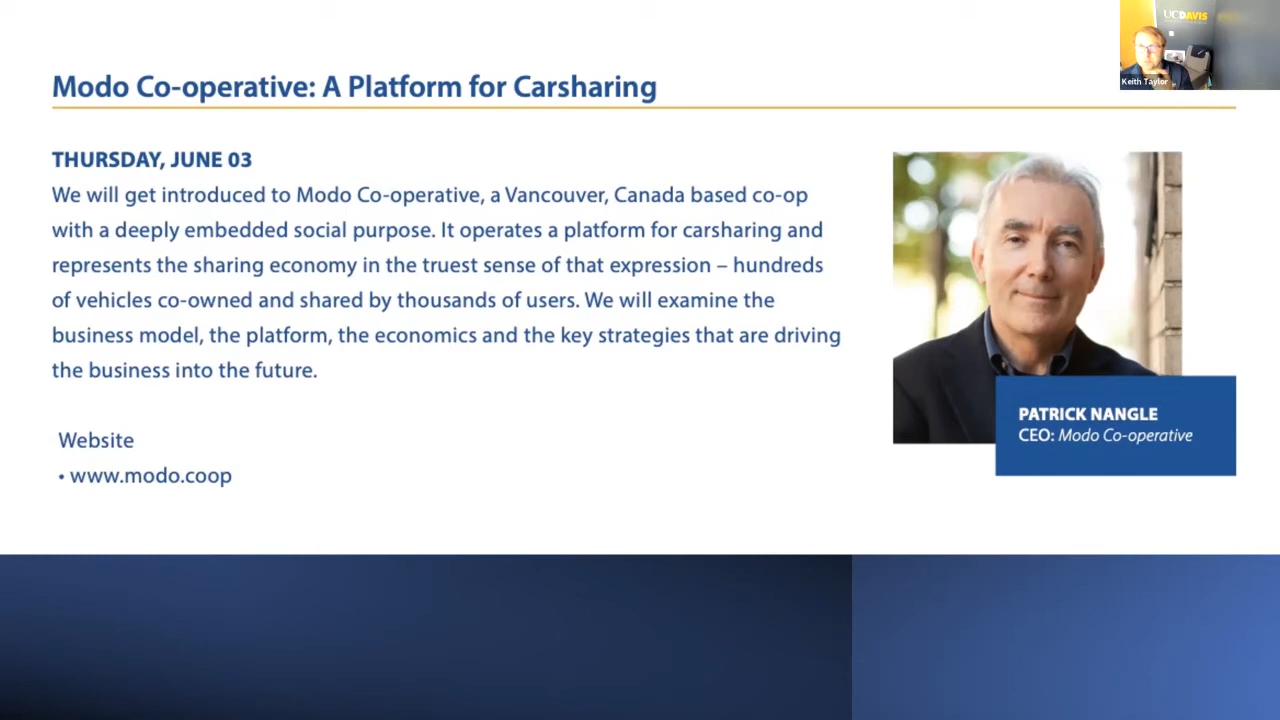 UCDAVIS
Keith Taylor
Modo Co-operative: A Platform for Carsharing
THURSDAY, JUNE 03
We will get introduced to Modo Co-operative, a Vancouver, Canada based co-op
with a deeply embedded social purpose. It operates a platform for carsharing and
represents the sharing economy in the truest sense of that expression – hundreds
of vehicles co-owned and shared by thousands of users. We will examine the
business model, the platform, the economics and the key strategies that are driving
the business into the future.
Website
• www.modo.coop
PATRICK NANGLE
CEO: Modo Co-operative